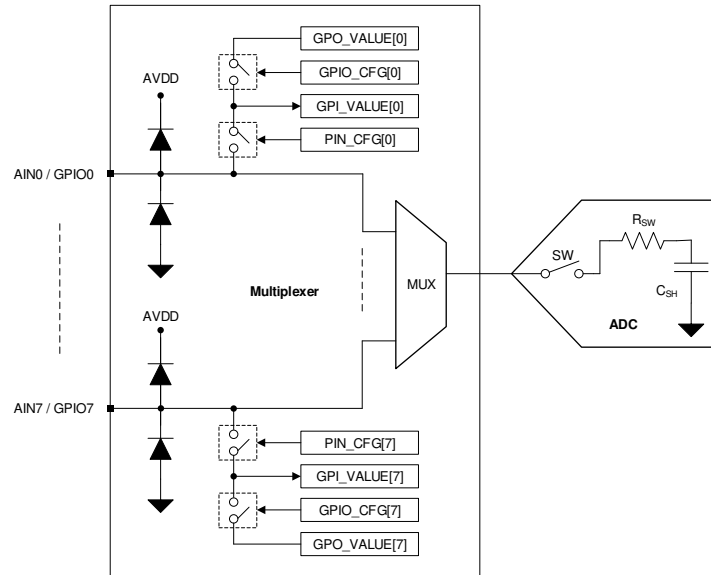 GPO_VALUE[0]
GPIO_CFG[0]
AVDD
GPI_VALUE[0]
PIN_CFG[0]
AIN0 / GPIO0
RSW
SW
MUX
Multiplexer
CSH
ADC
AVDD
AIN7 / GPIO7
PIN_CFG[7]
GPI_VALUE[7]
GPIO_CFG[7]
GPO_VALUE[7]